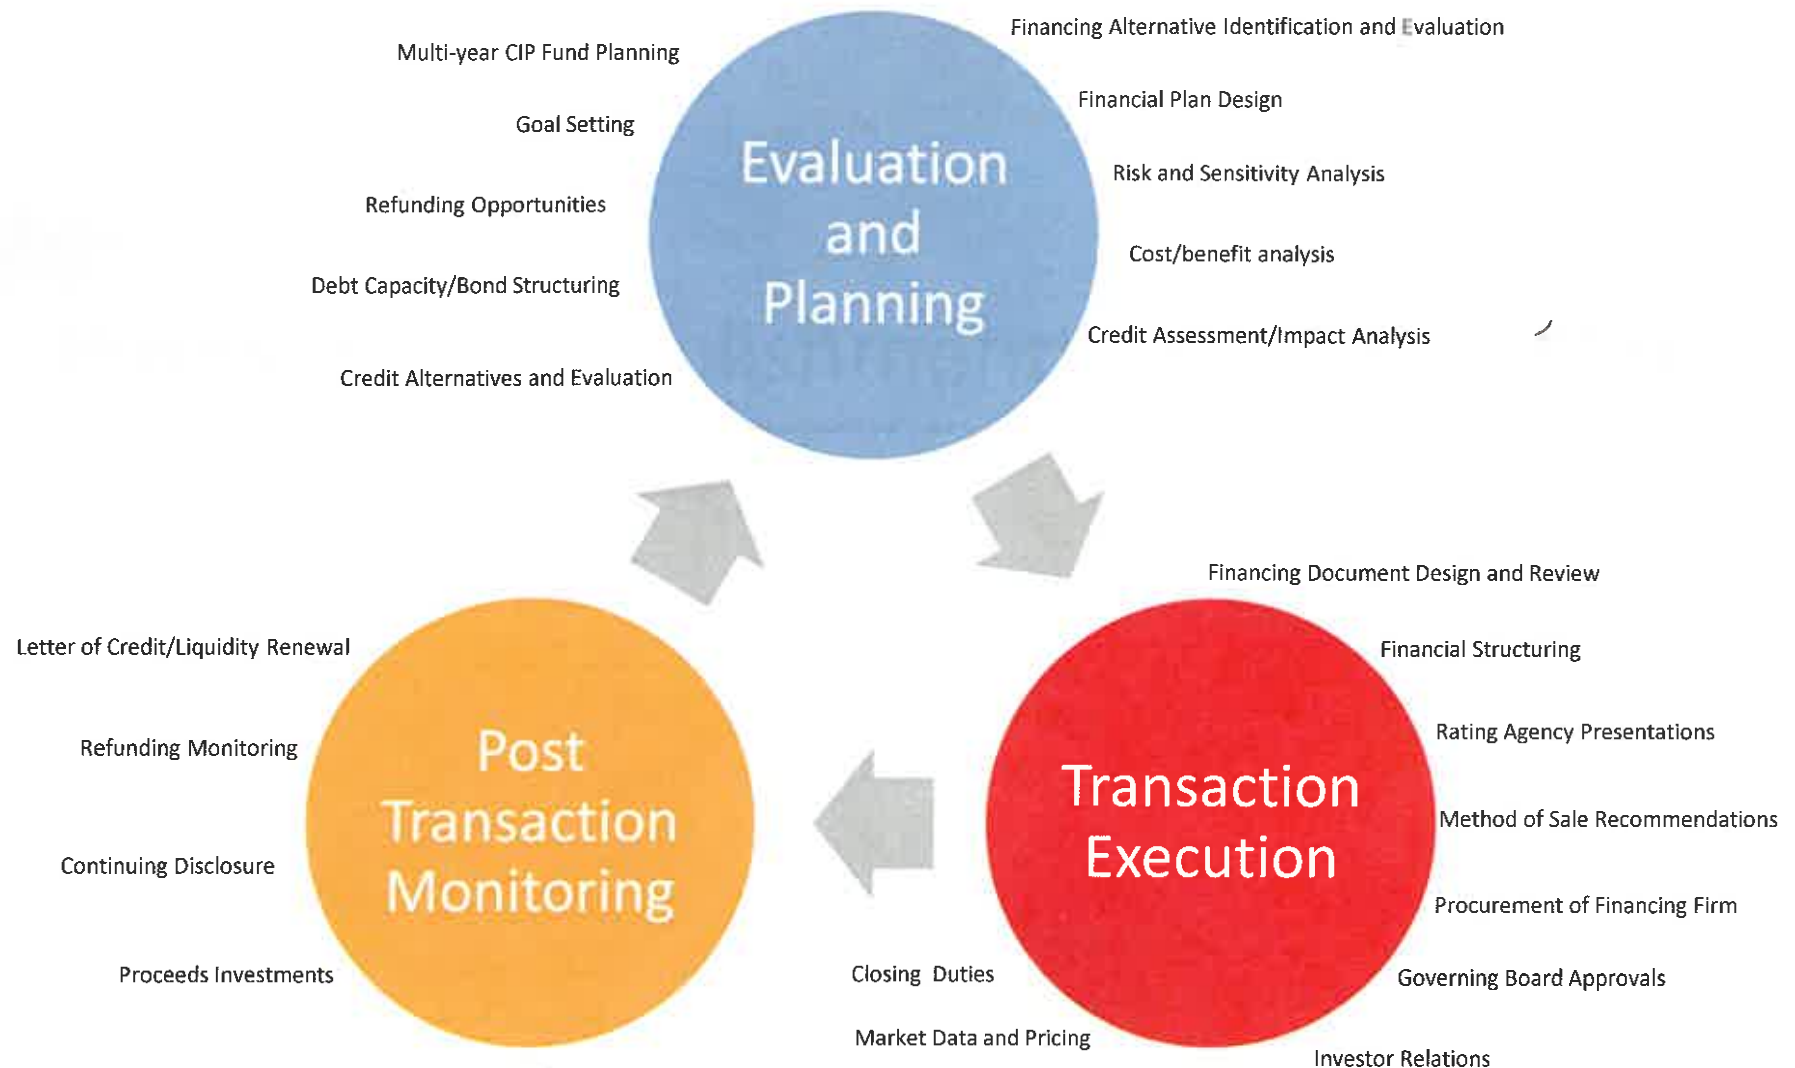 Financing Alternative Identification and Evaluation
Multi-year CIP Fund Planning
Financial Plan Design
Goal Setting
Evaluation
and
Planning
Risk and Sensitivity Analysis
Refunding Opportunities
Cost/benefit analysis
Debt Capacity/Bond Structuring
Credit Assessment/Impact Analysis
Credit Alternatives and Evaluation
Financing Document Design and Review
Financial Structuring
Rating Agency Presentations
Transaction
Execution
Method of Sale Recommendations
Procurement of Financing Firm
Governing Board Approvals
Investor Relations
Market Data and Pricing
Closing Duties
Letter of Credit/Liquidity Renewal
Refunding Monitoring
Post
Transaction
Monitoring
Continuing Disclosure
Proceeds Investments